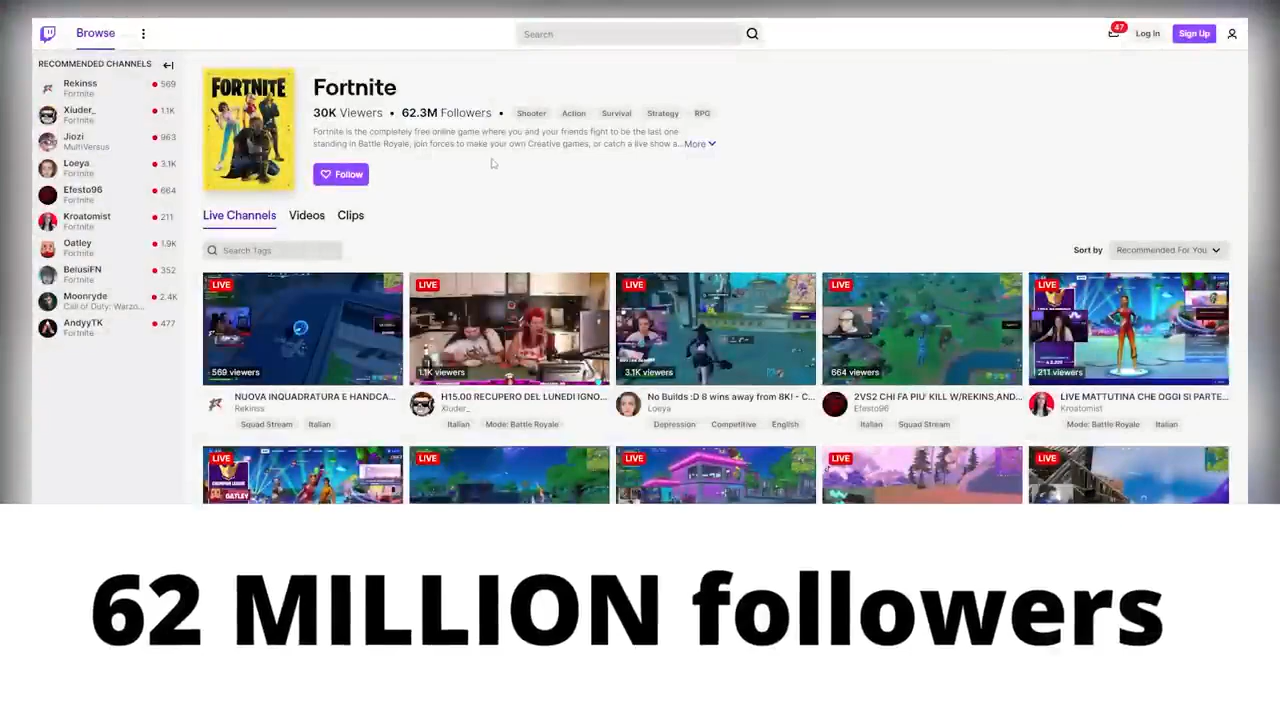 Browse
Search
47
Log In
Sign Up
RECOMMENDED CHANNELS
Rekinss
Fortnite
569
Xiuder_
Fortnite
1.1K
Jiozi
MultiVersus
963
Loeya
Fortnite
3.1K
Efesto96
Fortnite
664
Kroatomist
Fortnite
211
Oatley
Fortnite
1.9K
BelusiFN
Fortnite
352
Moonryde
Call of Duty: Warzo...
2.4K
AndyyTK
Fortnite
477
FORTNITE
Fortnite
30K Viewers • 62.3M Followers • Shooter Action Survival Strategy RPG
Fortnite is the completely free online game where you and your friends fight to be the last one
standing in Battle Royale, join forces to make your own Creative games, or catch a live show a... More
Follow
Live Channels Videos Clips
Search Tags
Sort by Recommended For You
LIVE
569 viewers
NUOVA INQUADRATURA E HANDCA...
Rekinss
Squad Stream Italian
LIVE
1.1K viewers
H15.00 RECUPERO DEL LUNEDI IGNO...
Xiuder_
Italian Mode: Battle Royale
LIVE
3.1K viewers
No Builds :D 8 wins away from 8K! - C...
Loeya
Depression Competitive English
LIVE
664 viewers
2VS2 CHI FA PIU' KILL W/REKINS,AND...
Efesto96
Italian Squad Stream
LIVE
211 viewers
LIVE MATTUTINA CHE OGGI SI PARTE...
Kroatomist
Mode: Battle Royale Italian
LIVE
OATLEY
LIVE
LIVE
LIVE
LIVE
62 MILLION followers